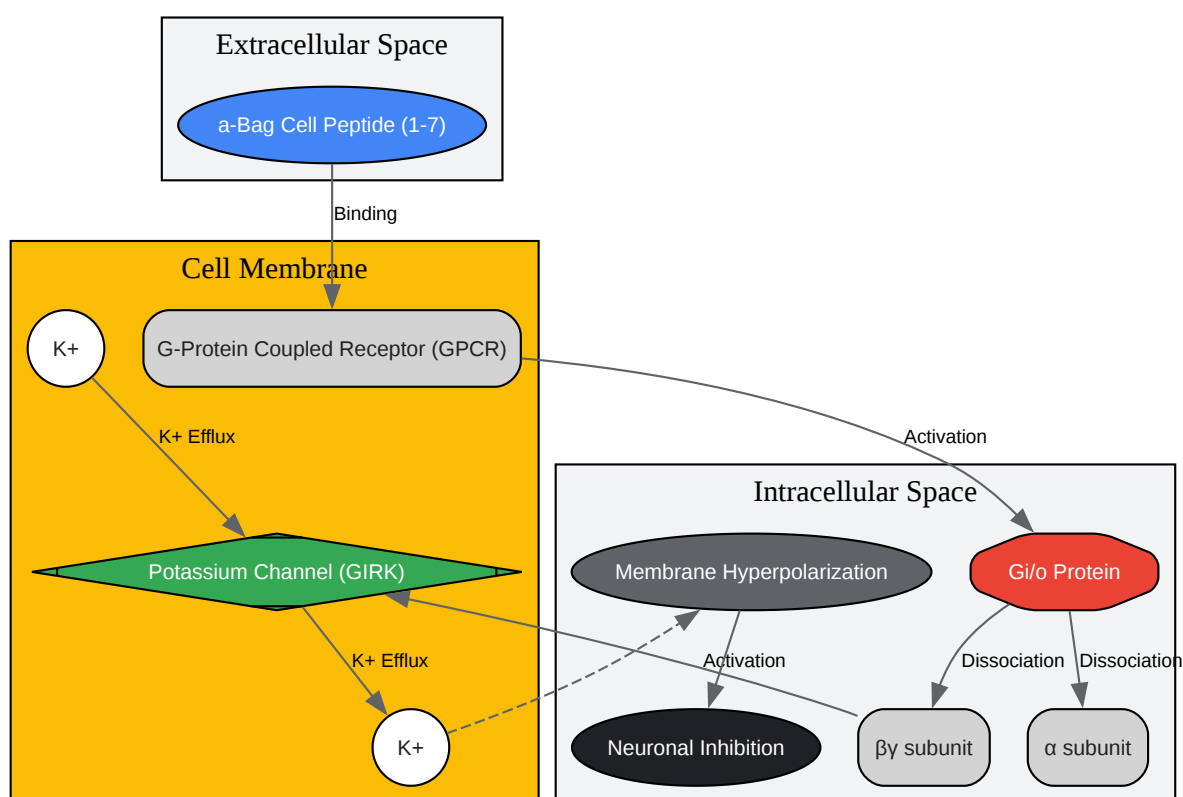 Extracellular Space
a-Bag Cell Peptide (1-7)
Binding
Cell Membrane
K+
G-Protein Coupled Receptor (GPCR)
K+ Efflux
Activation
Intracellular Space
Potassium Channel (GIRK)
Membrane Hyperpolarization
Gi/o Protein
K+ Efflux
Activation
Dissociation
Dissociation
K+
Neuronal Inhibition
βγ subunit
α subunit